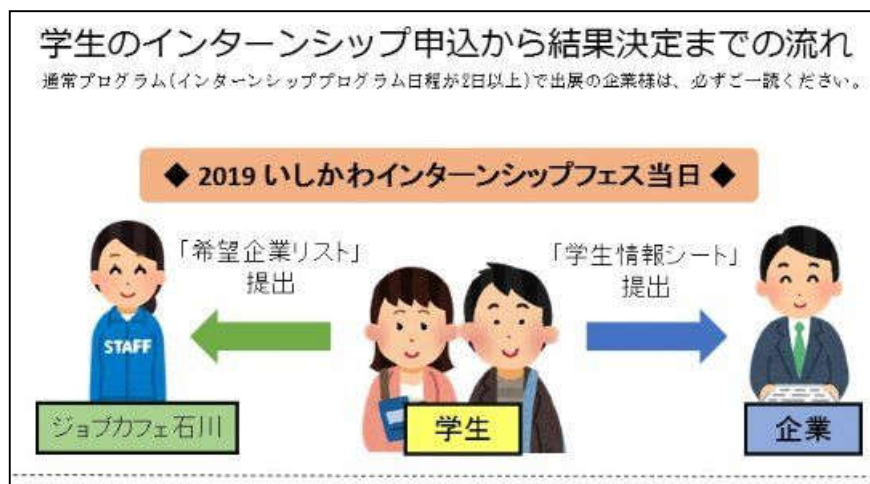 学生のインターンシップ申込から結果決定までの流れ
通常プログラム(インターンシッププログラム日程が2日以上)で出展の企業様は、必ずご一読ください。
◆ 2019 いしかわインターンシップフェス当日 ◆
「希望企業リスト」
提出
「学生情報シート」
提出
STAFF
ジョブカフェ石川
学生
企業